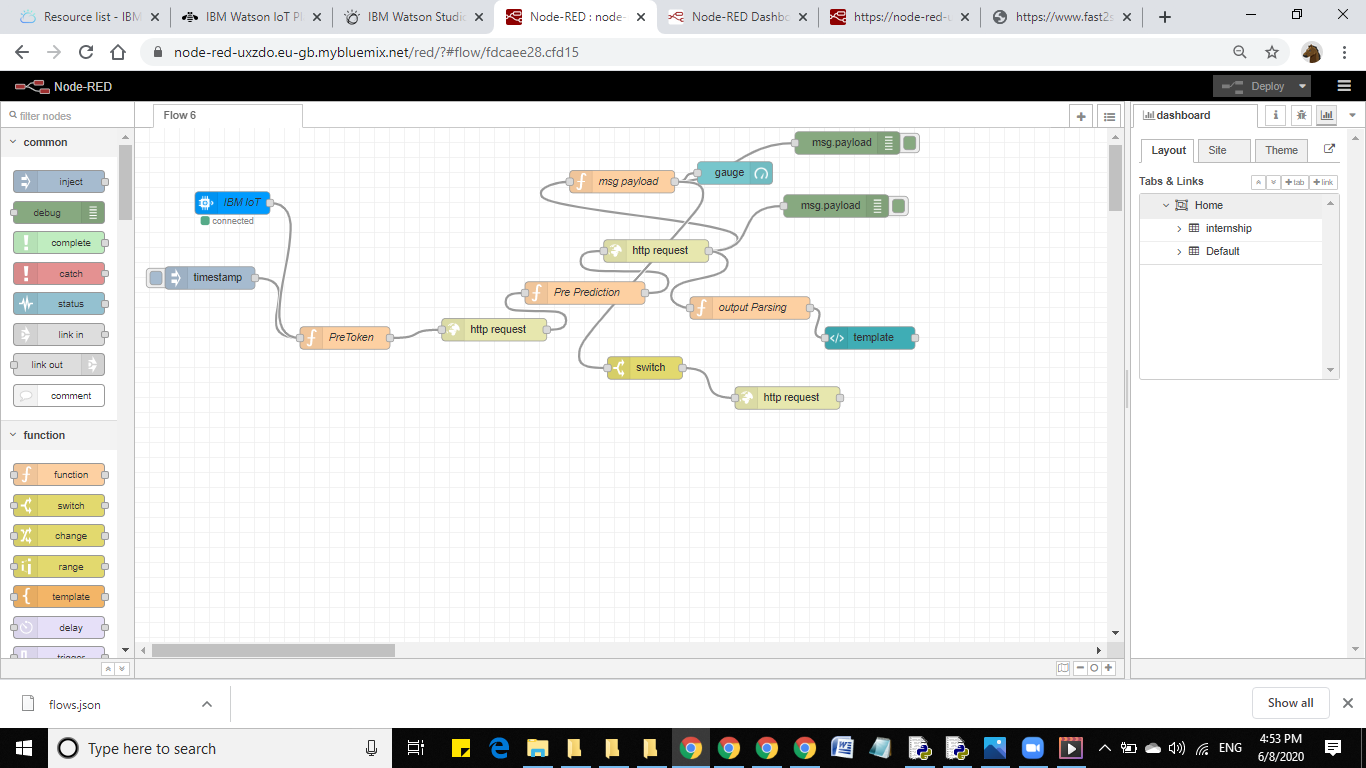 Resource list - IBM
IBM Watson IoT Pl
IBM Watson Studio
Node-RED : node-
Node-RED Dashbo
https://node-red-u
https://www.fast2s
node-red-uxzdo.eu-gb.mybluemix.net/red/?#flow/fdcaee28.cfd15
Node-RED
Deploy
filter nodes
Flow 6
dashboard
common
inject
debug
complete
catch
status
link in
link out
comment
function
function
switch
change
range
template
delay
trigger
msg.payload
gauge
msg payload
IBM IoT
connected
msg.payload
http request
timestamp
Pre Prediction
output Parsing
http request
PreToken
template
switch
http request
Layout
Site
Theme
Tabs & Links
tab
link
Home
internship
Default
flows.json
Show all
Type here to search
ENG
4:53 PM
6/8/2020